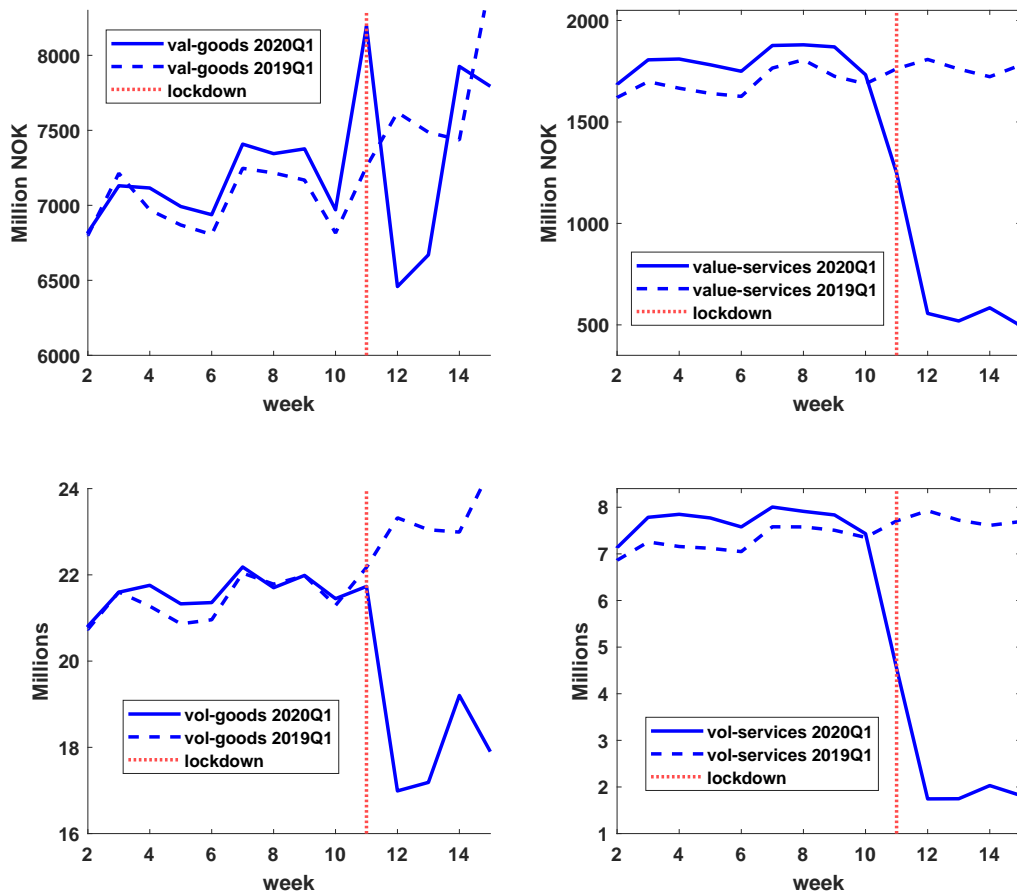 8000
7500
7000
6500
6000
Million NOK
val-goods 2020Q1
val-goods 2019Q1
lockdown
2 4 6 8 10 12 14
week
2000
1500
1000
500
Million NOK
value-services 2020Q1
value-services 2019Q1
lockdown
2 4 6 8 10 12 14
week
24
22
20
18
16
Millions
vol-goods 2020Q1
vol-goods 2019Q1
lockdown
2 4 6 8 10 12 14
week
8
7
6
5
4
3
2
1
Millions
vol-services 2020Q1
vol-services 2019Q1
lockdown
2 4 6 8 10 12 14
week